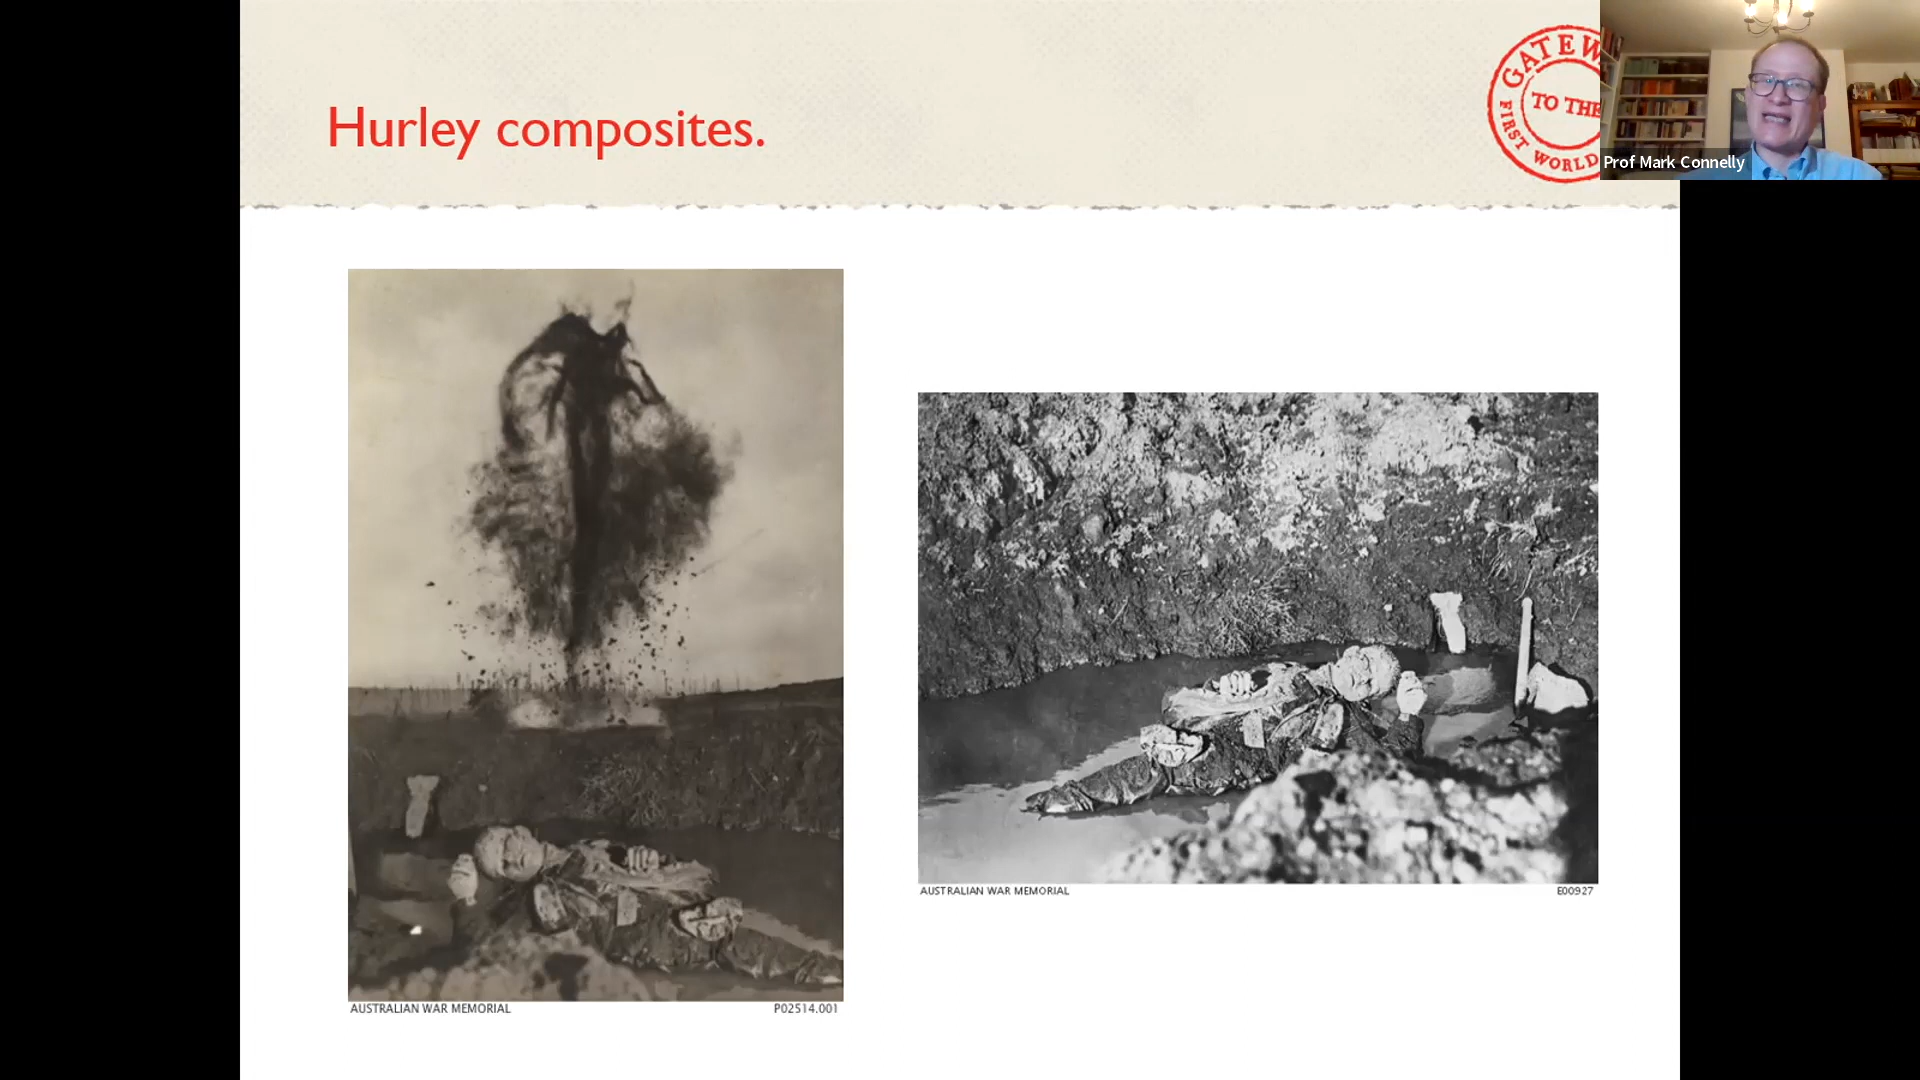 Hurley composites.
GATEW
TO THE
FIRST WORLD
Prof Mark Connelly
AUSTRALIAN WAR MEMORIAL P02514.001
AUSTRALIAN WAR MEMORIAL E00927